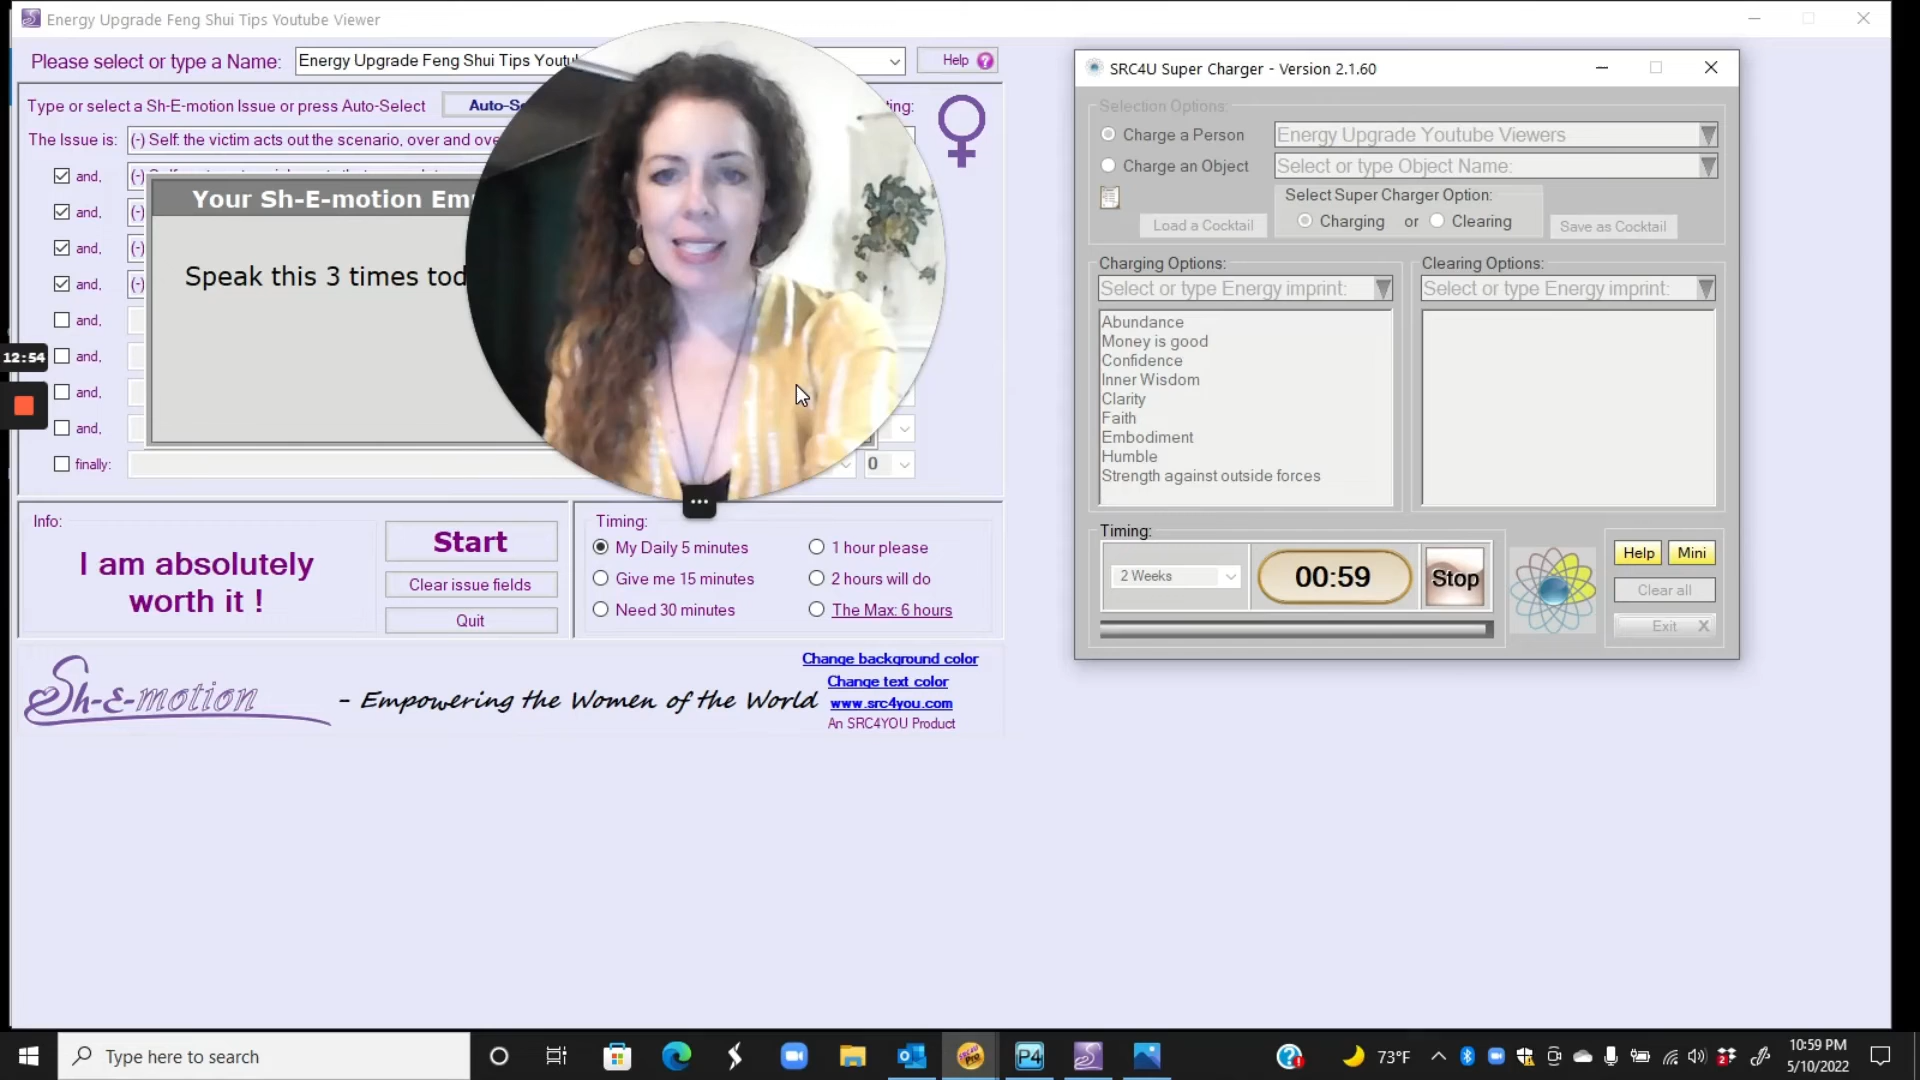 Energy Upgrade Feng Shui Tips Youtube Viewer
Please select or type a Name:
Energy Upgrade Feng Shui Tips
Help
Type or select a Sh-E-motion Issue or press Auto-Select
The Issue is:
(-) Self: the victim acts out the scenario, over and
and,
(-)
and,
(-)
and,
(-)
and,
(-)
and,
and,
and,
and,
finally:
0
Your Sh-E-motion
Speak this 3 times
Info:
I am absolutely
worth it !
Start
Clear issue fields
Quit
Timing:
My Daily 5 minutes
1 hour please
Give me 15 minutes
2 hours will do
Need 30 minutes
The Max: 6 hours
Sh-E-motion
- Empowering the Women of the World
Change background color
Change text color
www.src4you.com
An SRC4YOU Product
12:54
SRC4U Super Charger - Version 2.1.60
Selection Options:
Charge a Person
Energy Upgrade Youtube Viewers
Charge an Object
Select or type Object Name:
Select Super Charger Option:
Load a Cocktail
Charging or Clearing
Save as Cocktail
Charging Options:
Select or type Energy imprint:
Abundance
Money is good
Confidence
Inner Wisdom
Clarity
Faith
Embodiment
Humble
Strength against outside forces
Clearing Options:
Select or type Energy imprint:
Timing:
2 Weeks
00:59
Stop
Help
Mini
Clear all
Exit X
Type here to search
P4
73°F
10:59 PM
5/10/2022